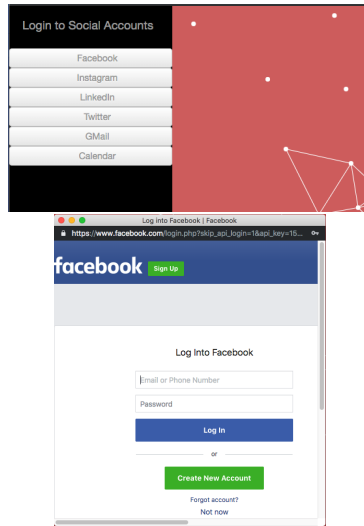 Login to Social Accounts
Facebook
Instagram
LinkedIn
Twitter
GMail
Calendar
Log into Facebook | Facebook
https://www.facebook.com/login.php?skip_api_login=1&api_key=15...
facebook Sign Up
Log Into Facebook
Email or Phone Number
Password
Log In
or
Create New Account
Forgot account?
Not now